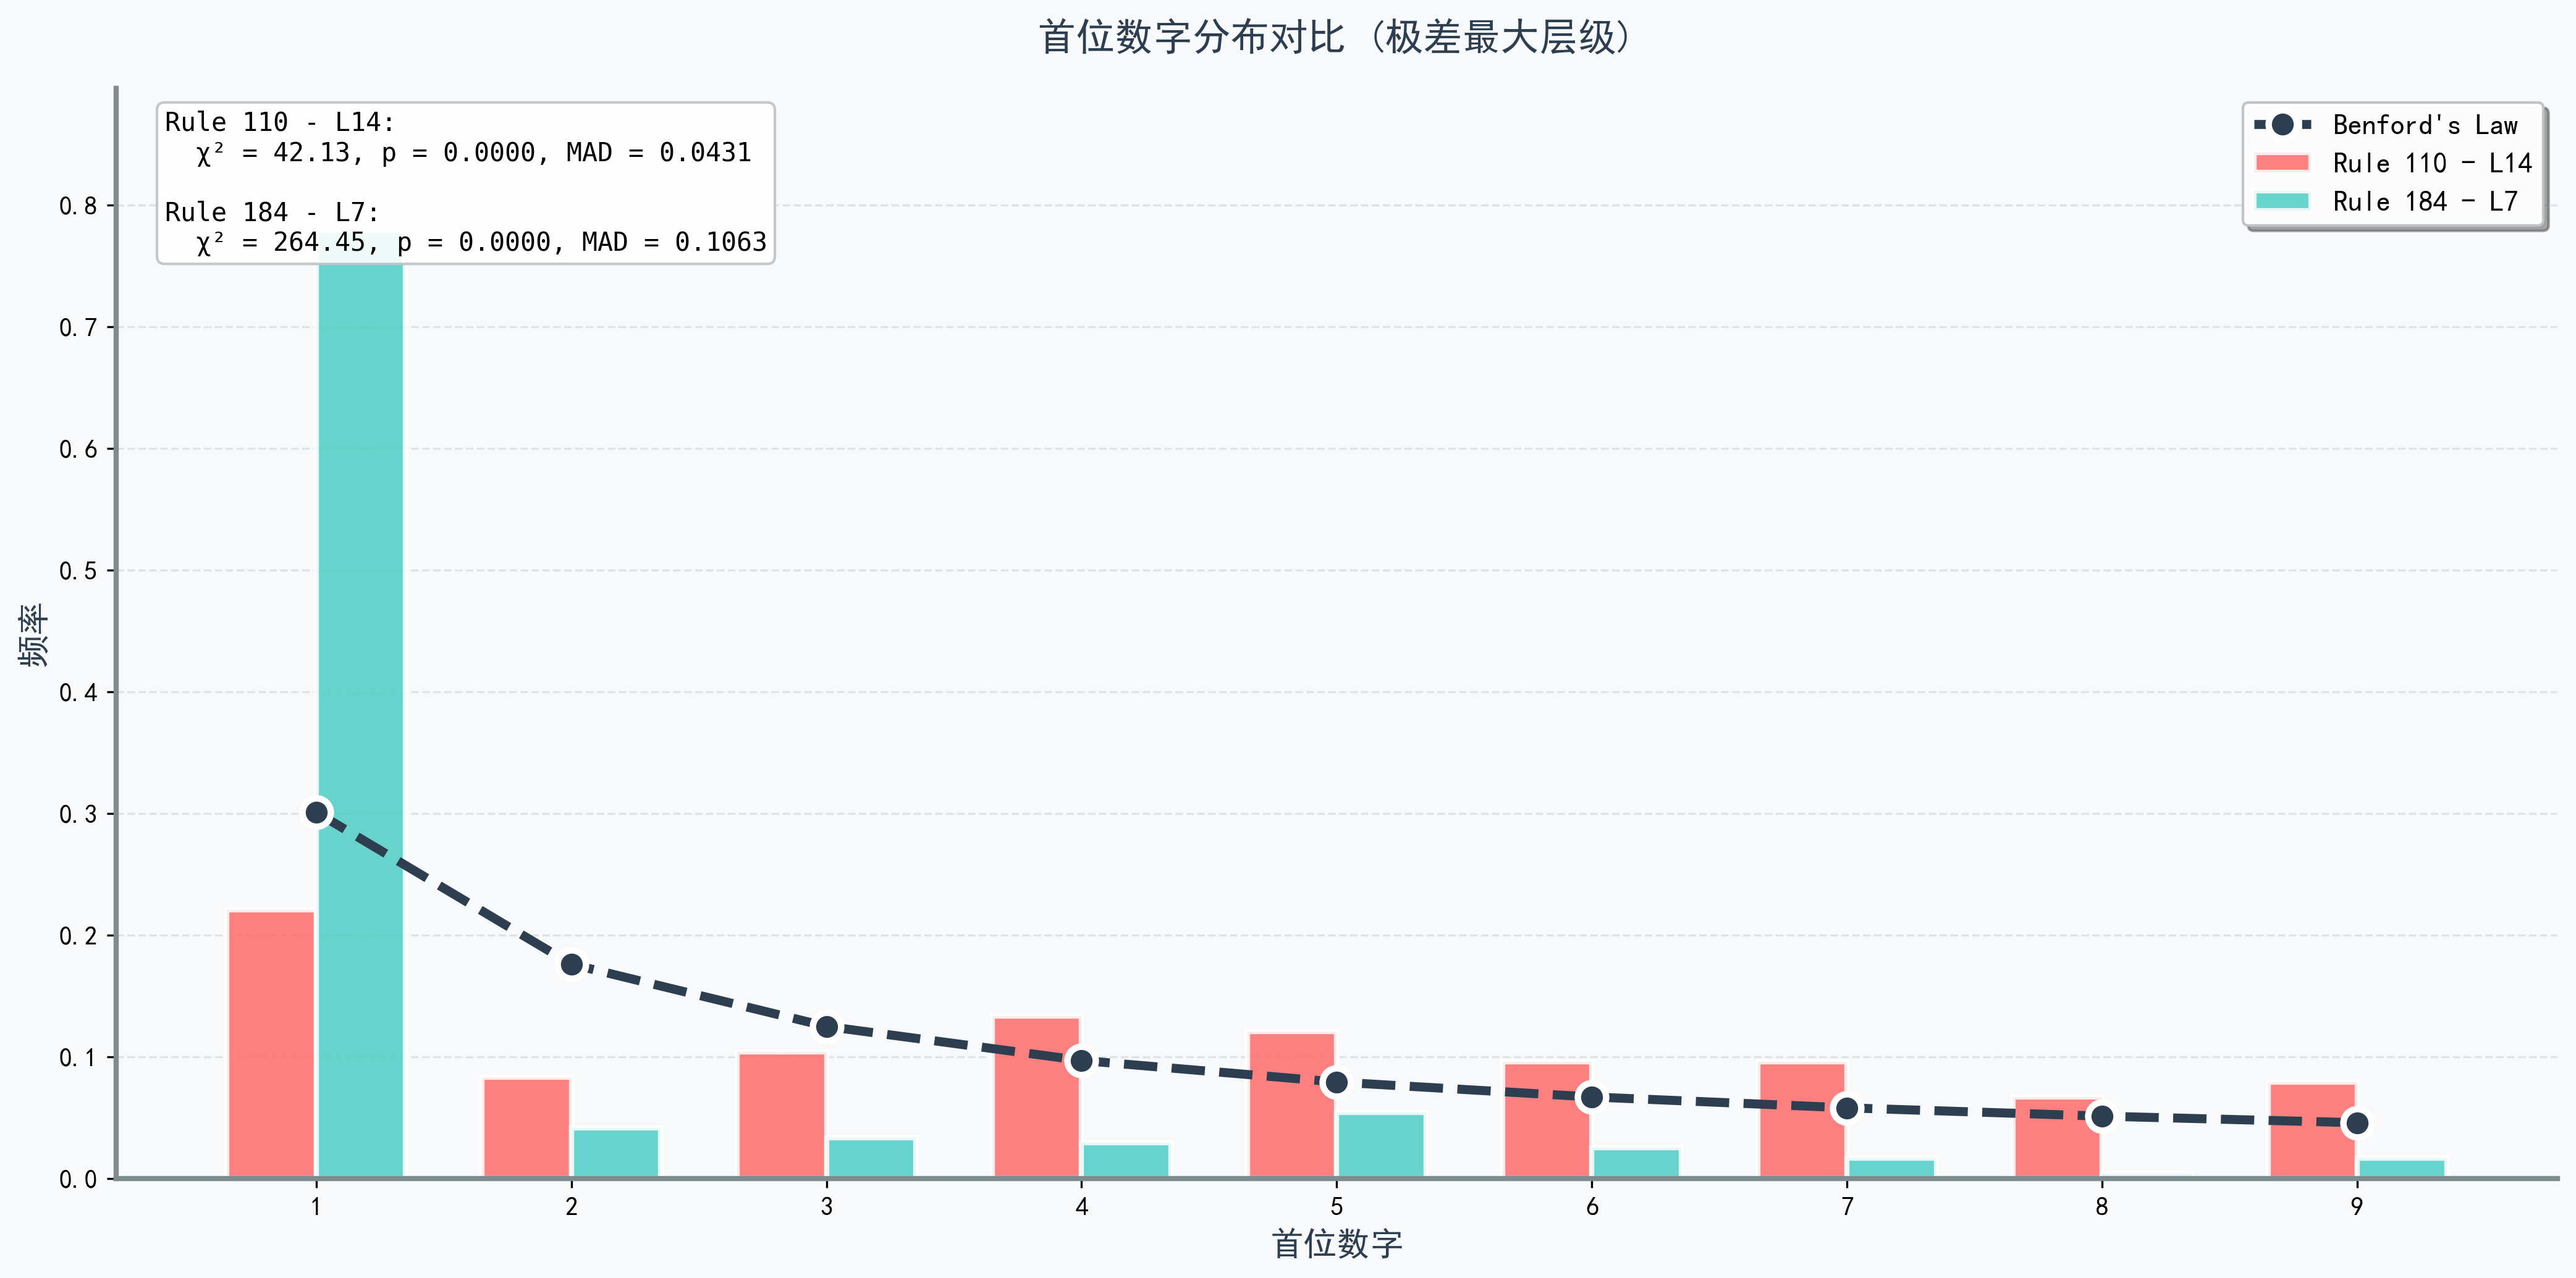 首位数字分布对比 (极差最大层级)
Rule 110 - L14:
χ² = 42.13, p = 0.0000, MAD = 0.0431
Rule 184 - L7:
χ² = 264.45, p = 0.0000, MAD = 0.1063
Benford's Law
Rule 110 - L14
Rule 184 - L7
频率
0.8
0.7
0.6
0.5
0.4
0.3
0.2
0.1
0.0
1 2 3 4 5 6 7 8 9
首位数字